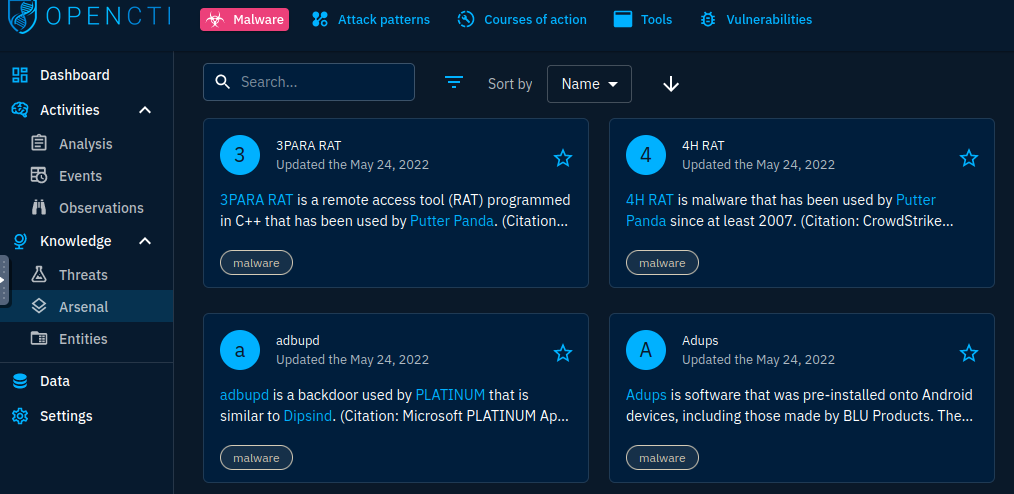 OPENCTI
Malware
Attack patterns
Courses of action
Tools
Vulnerabilities
Dashboard
Activities
Analysis
Events
Observations
Knowledge
Threats
Arsenal
Entities
Data
Settings
Search...
Sort by
Name
3
3PARA RAT
Updated the May 24, 2022
3PARA RAT is a remote access tool (RAT) programmed
in C++ that has been used by Putter Panda. (Citation...
malware
4
4H RAT
Updated the May 24, 2022
4H RAT is malware that has been used by Putter
Panda since at least 2007. (Citation: CrowdStrike...
malware
a
adbupd
Updated the May 24, 2022
adbupd is a backdoor used by PLATINUM that is
similar to Dipsind. (Citation: Microsoft PLATINUM Ap...
malware
A
Adups
Updated the May 24, 2022
Adups is software that was pre-installed onto Android
devices, including those made by BLU Products. The...
malware